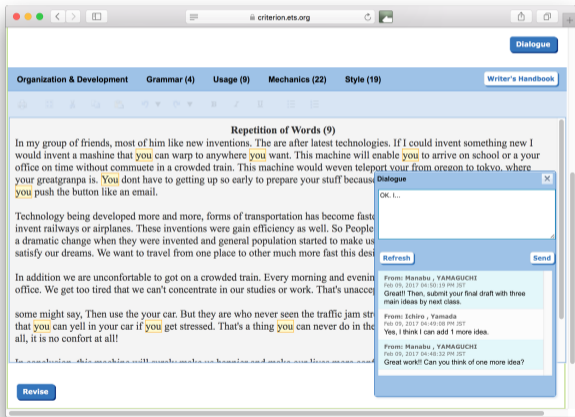 criterion.ets.org
Dialogue
Organization & Development Grammar (4) Usage (9) Mechanics (22) Style (19)
Writer's Handbook
Repetition of Words (9)
In my group of friends, most of him like new inventions. The are after latest technologies. If I could invent something new I
would invent a mashine that you can warp to anywhere you want. This machine will enable you to arrive on school or a your
office on time without commuete in a crowded train. This machine would weven teleport your from oregon to tokyo. where
your greatgranpa is. You dont have to getting up so early to prepare your stuff because
you push the button like an email.
Technology being developed more and more, forms of transportation has become faste
invent railways or airplanes. These inventions were gain efficiency as well. So People
a dramatic change when they were invented and general population started to make us
satisfy our dreams. We want to travel from one place to other much more fast this desi
In addition we are unconfortable to got on a crowded train. Every morning and evenin
office. We get too tired that we can't concentrate in our studies or work. That's unaccep
some might say, Then use the your car. But they are who never seen the traffic jam stre
that you can yell in your car if you get stressed. That's a thing you can never do in the
all, it is no confort at all!
Revise
Dialogue
OK. I...
Refresh Send
From: Manabu , YAMAGUCHI
Feb 09, 2017 04:50:19 PM JST
Great!! Then, submit your final draft with three
main ideas by next class.
From: Ichiro , Yamada
Feb 09, 2017 04:49:08 PM JST
Yes, I think I can add 1 more idea.
From: Manabu , YAMAGUCHI
Feb 09, 2017 04:48:32 PM JST
Great work!! Can you think of one more idea?